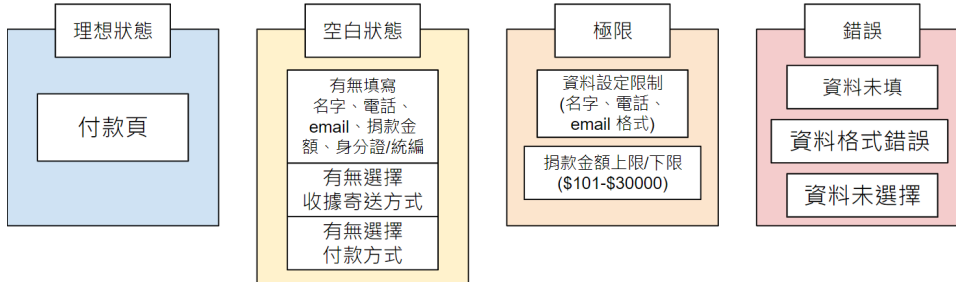 理想狀態
付款頁
空白狀態
有無填寫
名字、電話、
email、捐款金
額、身分證/統編
有無選擇
收據寄送方式
有無選擇
付款方式
極限
資料設定限制
(名字、電話、
email 格式)
捐款金額上限/下限
($101-$30000)
錯誤
資料未填
資料格式錯誤
資料未選擇